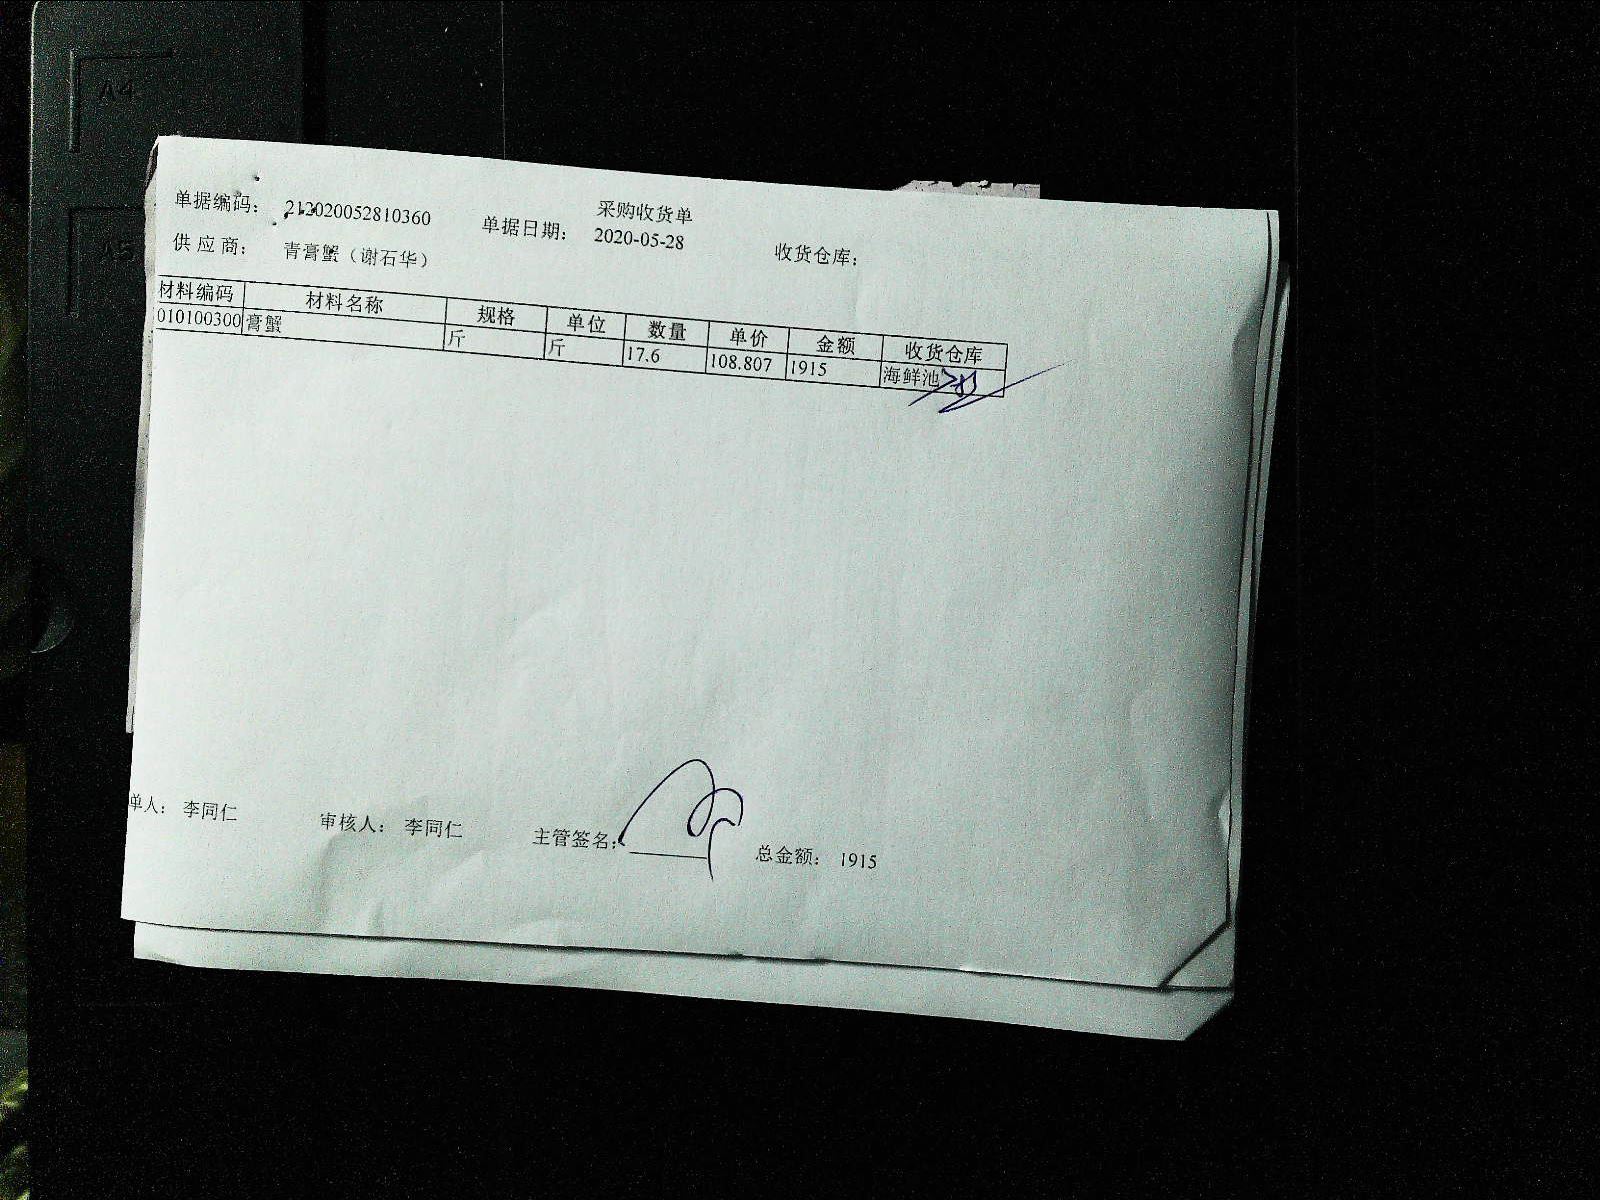 A4
A5
采购收货单
单据编码： 212020052810360 单据日期： 2020-05-28 收货仓库：
供应商： 青膏蟹（谢石华）
材料编码 材料名称 规格 单位 数量 单价 金额 收货仓库
010100300 膏蟹 斤 斤 17.6 108.807 1915 海鲜池
单人： 李同仁 审核人： 李同仁 主管签名： 总金额： 1915